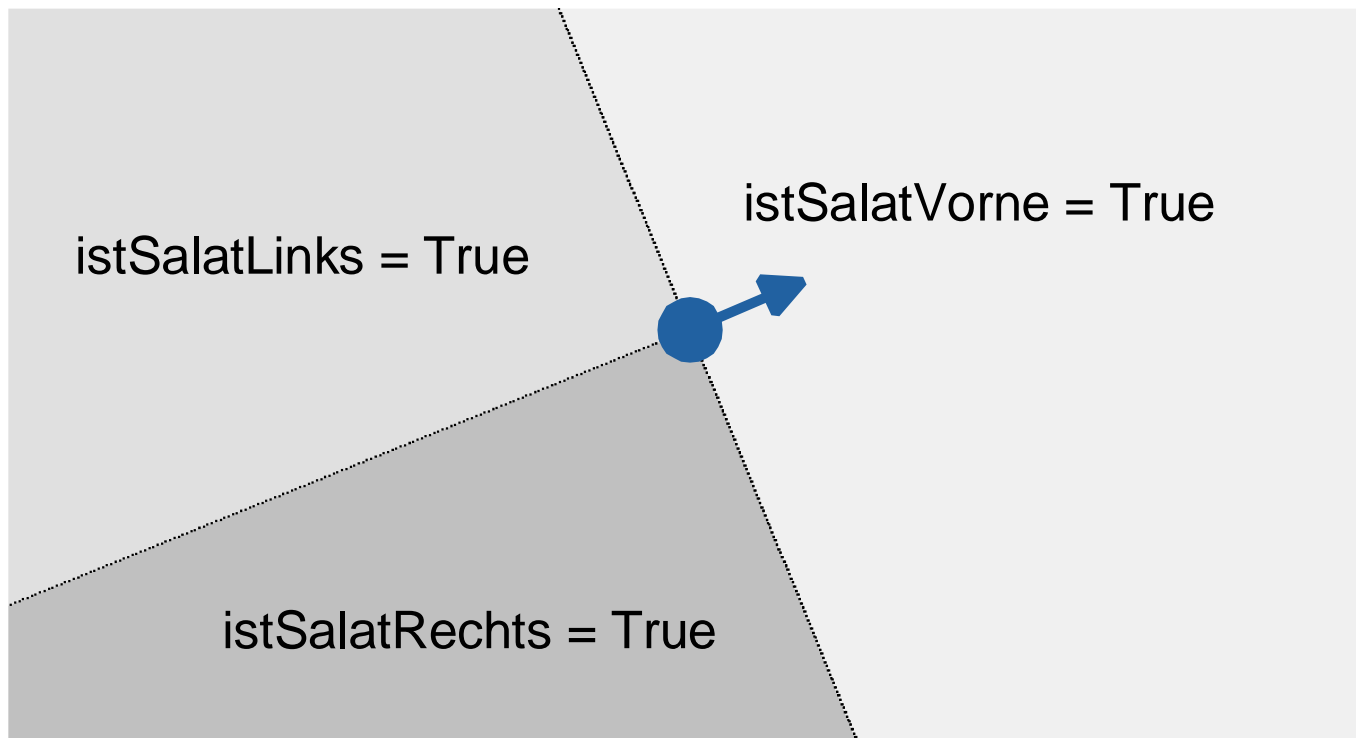 istSalatVorne = True
istSalatLinks = True
istSalatRechts = True